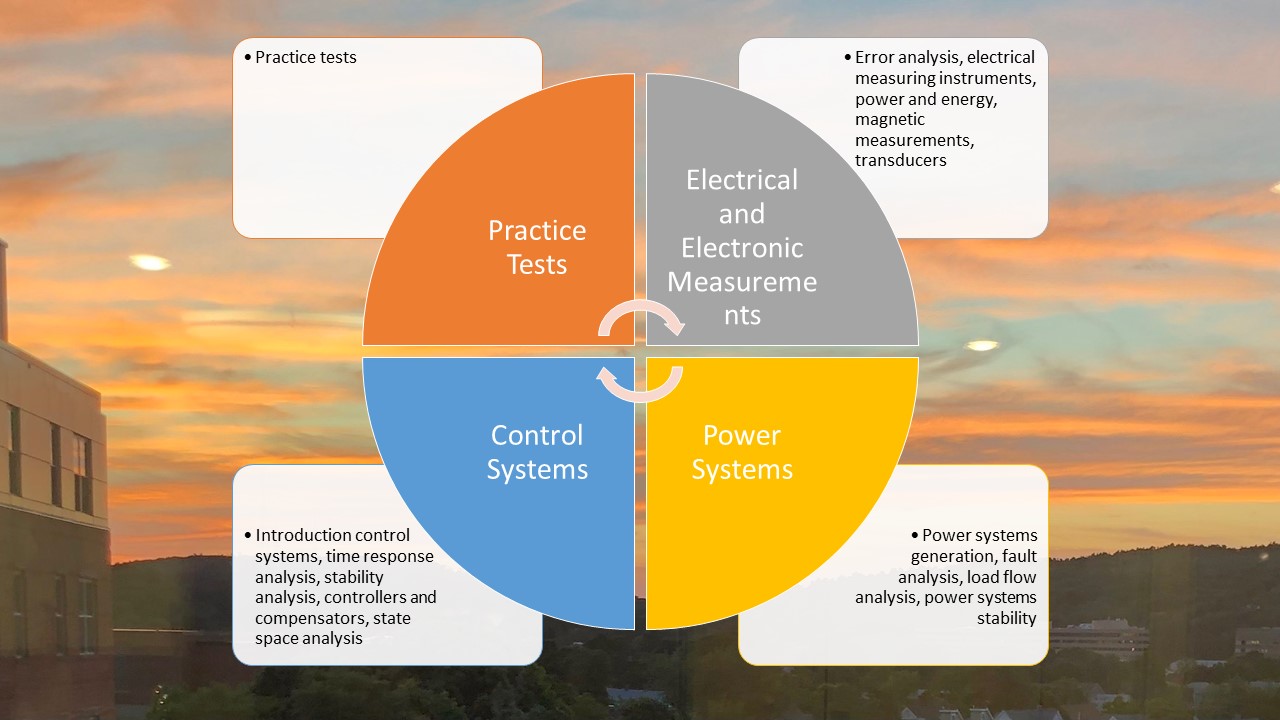 • Practice tests
• Error analysis, electrical
measuring instruments,
power and energy,
magnetic
measurements,
transducers
Practice
Tests
Electrical
and
Electronic
Measureme
nts
Control
Systems
Power
Systems
• Introduction control
systems, time response
analysis, stability
analysis, controllers and
compensators, state
space analysis
• Power systems
generation, fault
analysis, load flow
analysis, power systems
stability